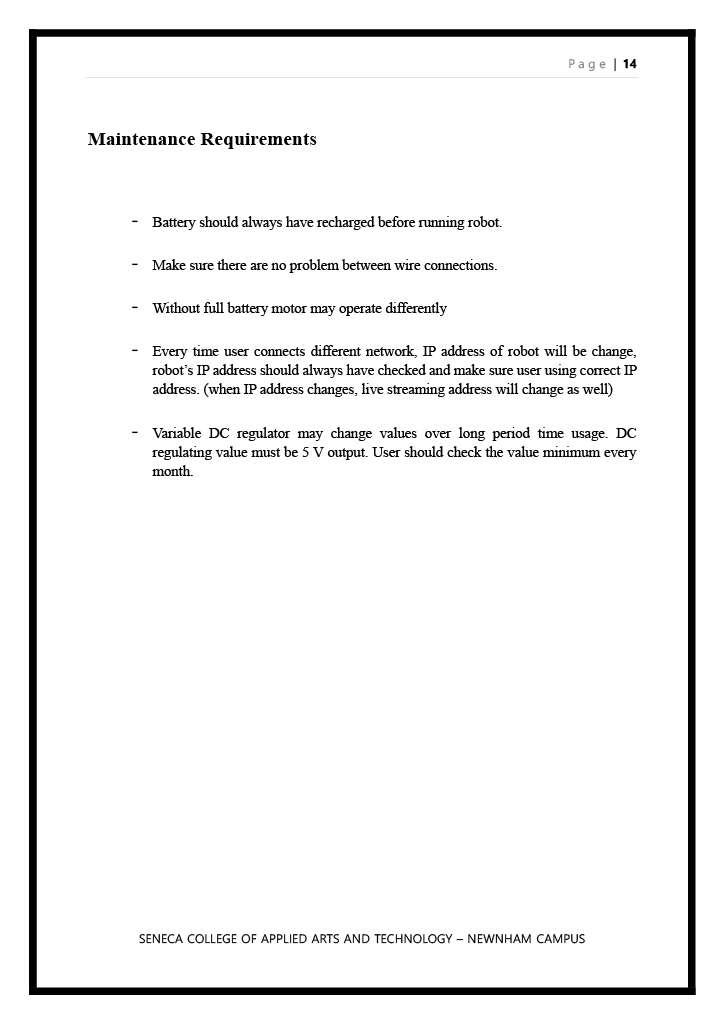 Page | 14
Maintenance Requirements
- Battery should always have recharged before running robot.
- Make sure there are no problem between wire connections.
- Without full battery motor may operate differently
- Every time user connects different network, IP address of robot will be change,
robot’s IP address should always have checked and make sure user using correct IP
address. (when IP address changes, live streaming address will change as well)
- Variable DC regulator may change values over long period time usage. DC
regulating value must be 5 V output. User should check the value minimum every
month.
SENECA COLLEGE OF APPLIED ARTS AND TECHNOLOGY – NEWNHAM CAMPUS